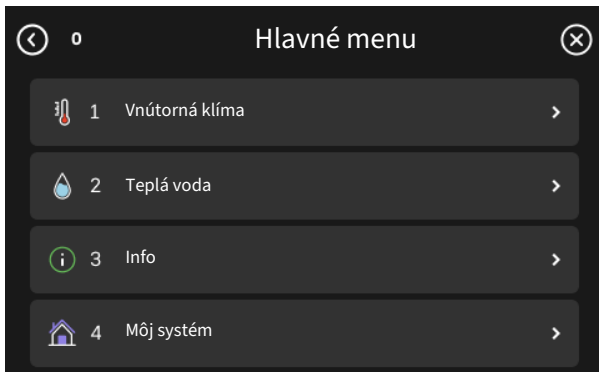 0 Hlavné menu
1 Vnútorná klíma
2 Teplá voda
3 Info
4 Môj systém